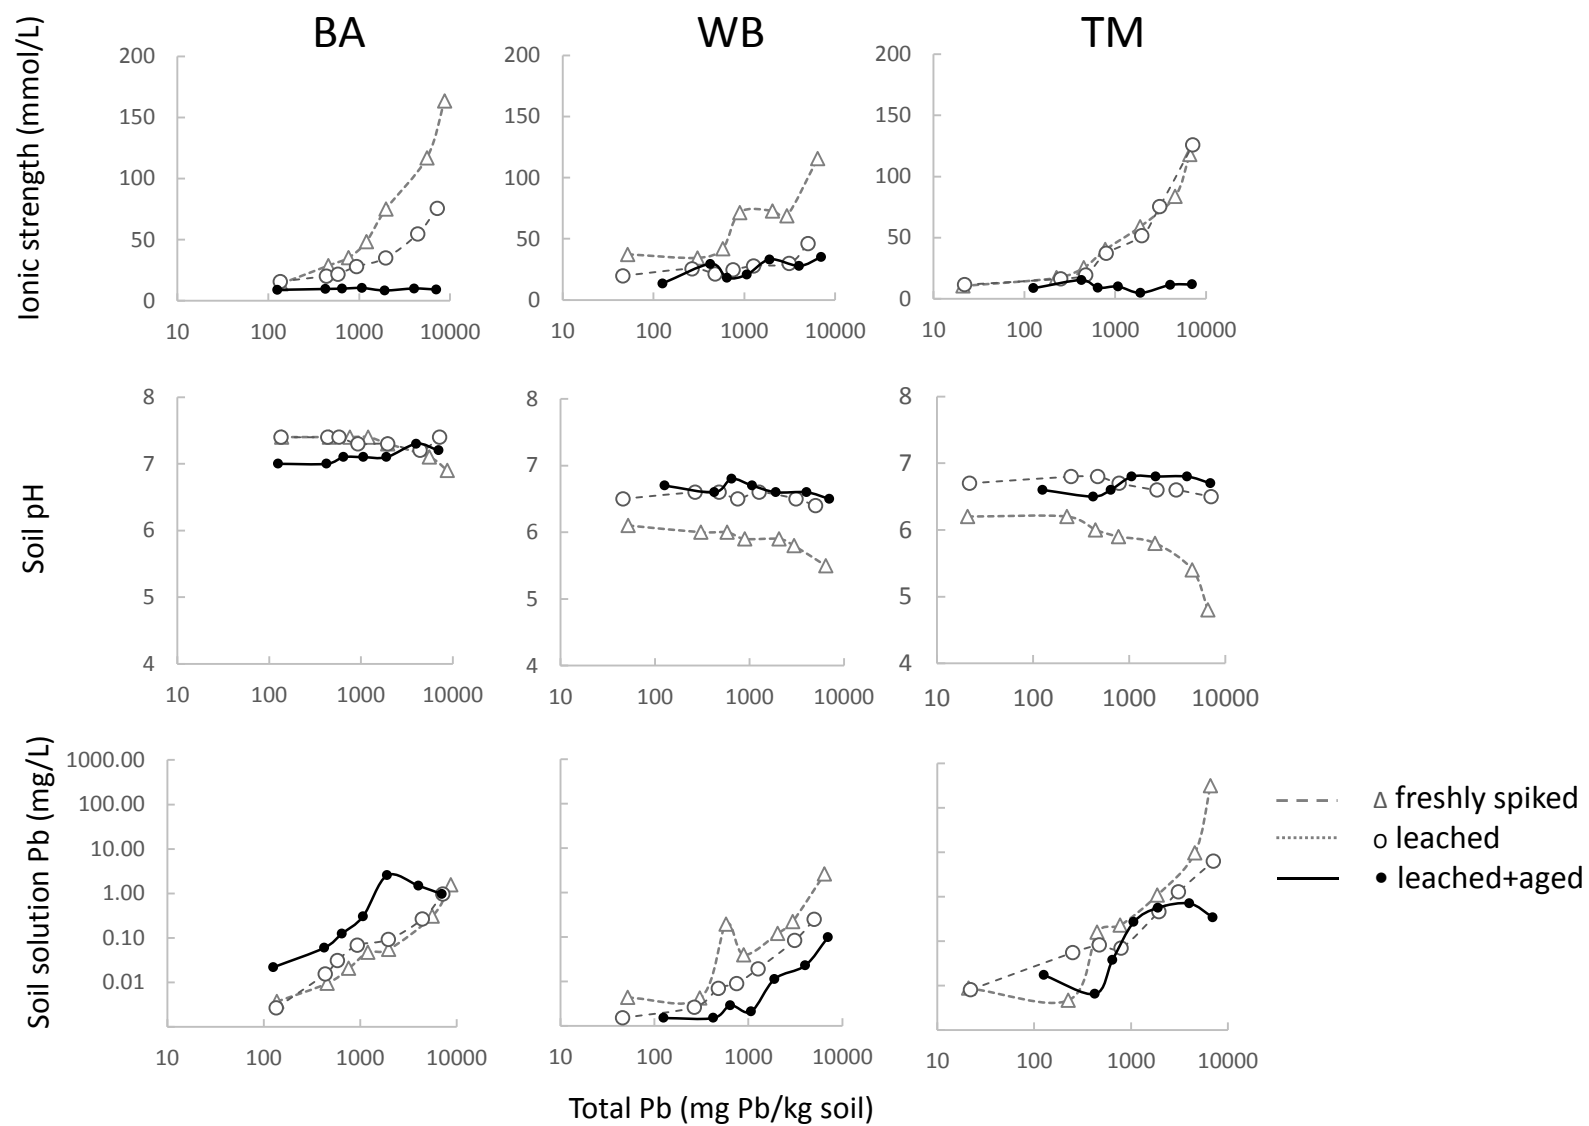 BA WB TM
Ionic strength (mmol/L)
200 200 200
150 150 150
100 100 100
50 50 50
0 0 0
10 100 1000 10000 10 100 1000 10000 10 100 1000 10000
Soil pH
8 8 8
7 7 7
6 6 6
5 5 5
4 4 4
10 100 1000 10000 10 100 1000 10000 10 100 1000 10000
Soil solution Pb (mg/L)
1000.00
100.00
10.00
1.00
0.10
0.01
10 100 1000 10000 10 100 1000 10000 10 100 1000 10000
Total Pb (mg Pb/kg soil)
Δ freshly spiked
o leached
• leached+aged